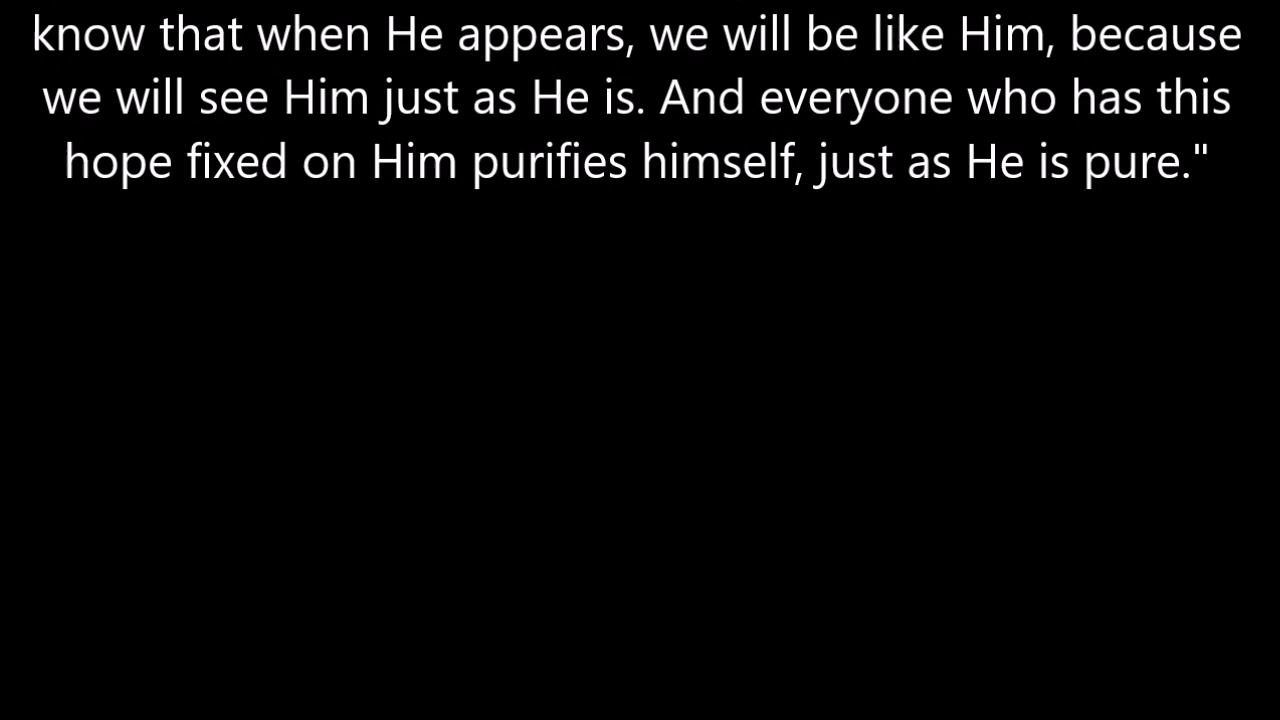 know that when He appears, we will be like Him, because
we will see Him just as He is. And everyone who has this
hope fixed on Him purifies himself, just as He is pure."